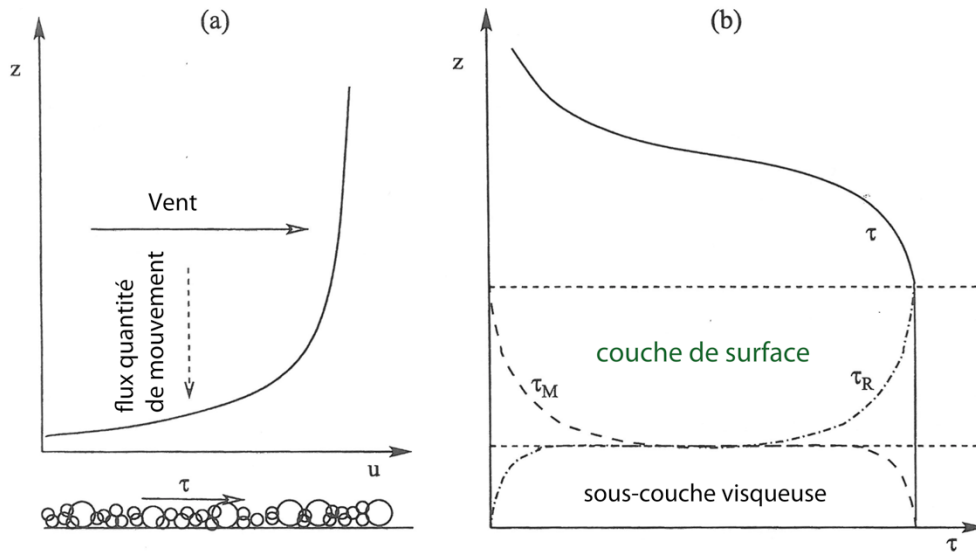 (a)
z
Vent
flux quantité
de mouvement
u
τ
(b)
z
τ
couche de surface
τM
τR
sous-couche visqueuse
τ